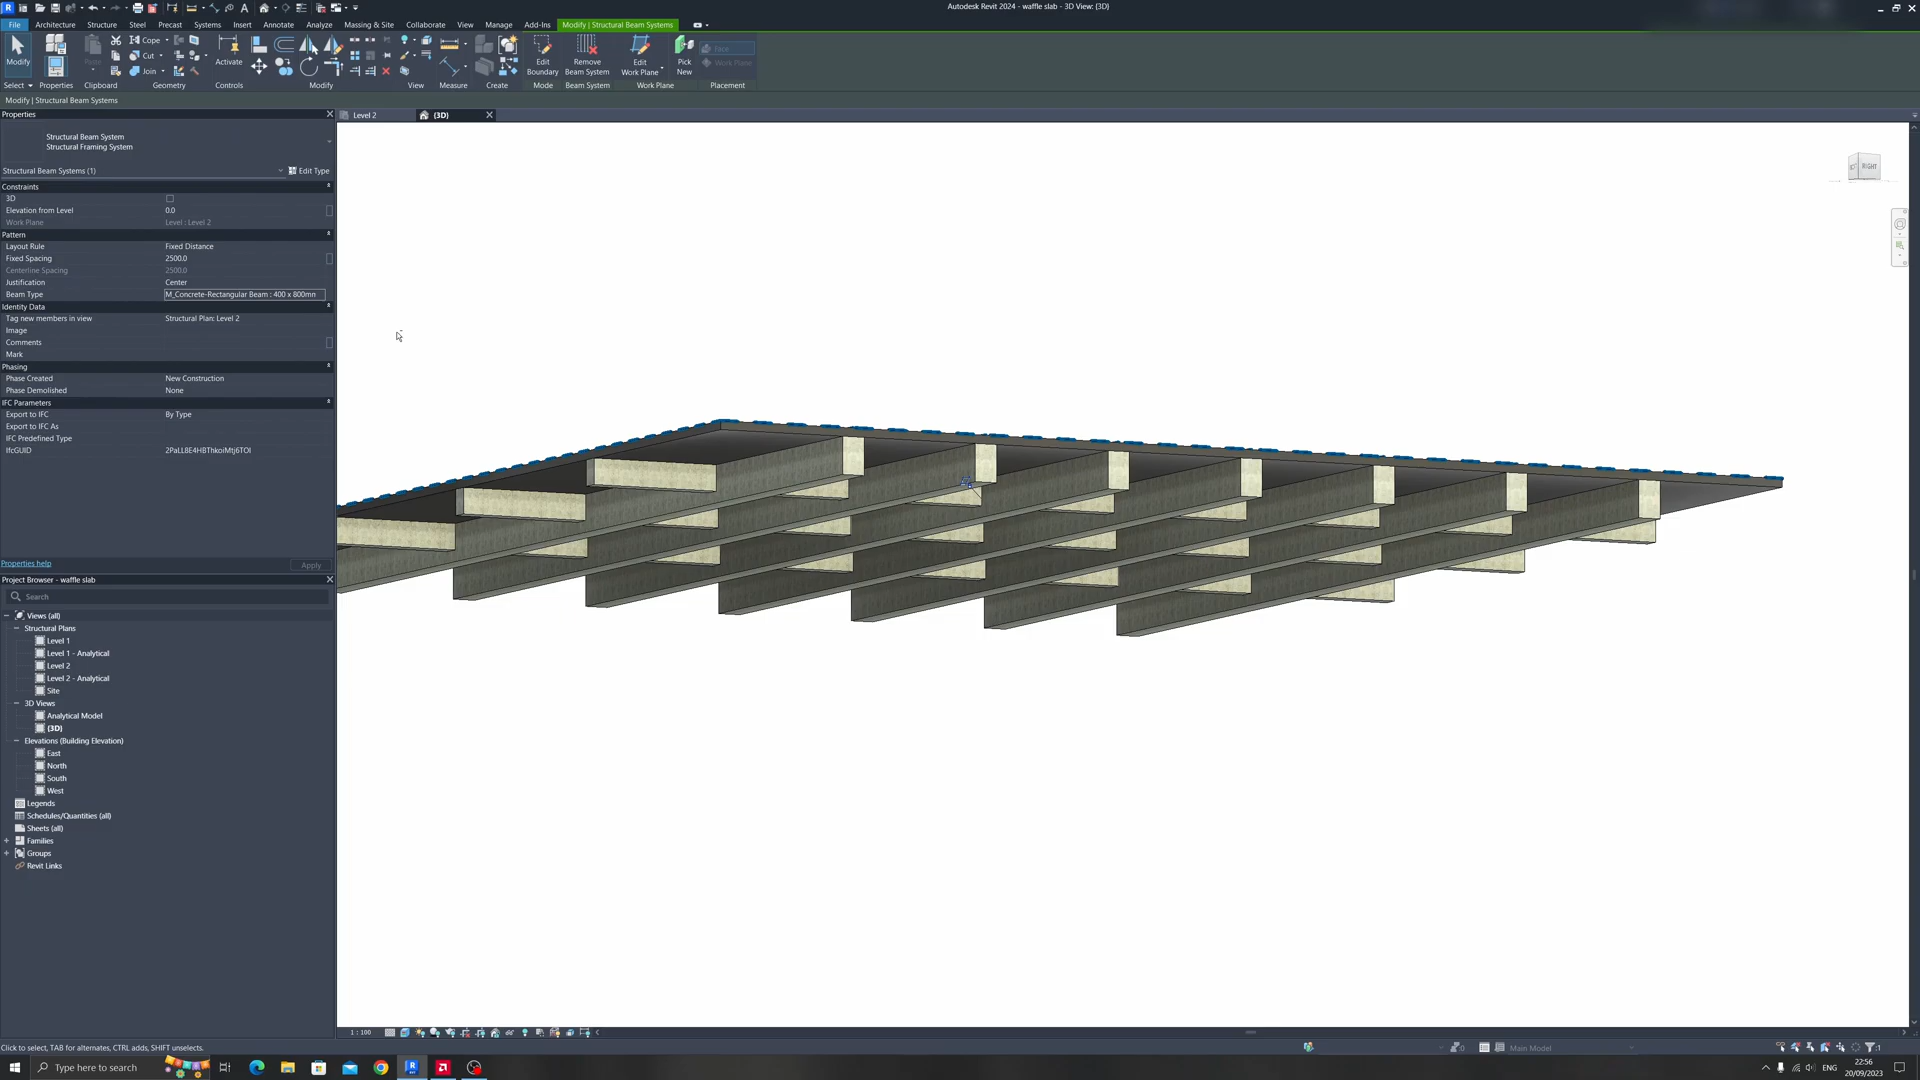 Autodesk Revit 2024 - waffle slab - 3D View: {3D}
File Architecture Structure Steel Precast Systems Insert Annotate Analyze Massing & Site Collaborate View Manage Add-Ins Modify | Structural Beam Systems
Modify
Paste
Cope
Cut
Join
Activate
Edit Boundary
Remove Beam System
Edit Work Plane
Pick New
Face
Work Plane
Select Properties Clipboard Geometry Controls Modify View Measure Create Mode Beam System Work Plane Placement
Modify | Structural Beam Systems
Properties
Level 2
{3D}
Structural Beam System
Structural Framing System
Structural Beam Systems (1)
Edit Type
Constraints
3D
Elevation from Level 0.0
Work Plane Level : Level 2
Pattern
Layout Rule Fixed Distance
Fixed Spacing 2500.0
Centerline Spacing 2500.0
Justification Center
Beam Type M_Concrete-Rectangular Beam : 400 x 800mm
Identity Data
Tag new members in view Structural Plan: Level 2
Image
Comments
Mark
Phasing
Phase Created New Construction
Phase Demolished None
IFC Parameters
Export to IFC By Type
Export to IFC As
IFC Predefined Type
IfcGUID 2PaLL8E4HBThkoiMtj6TOI
Properties help
Apply
Project Browser - waffle slab
Search
Views (all)
Structural Plans
Level 1
Level 1 - Analytical
Level 2
Level 2 - Analytical
Site
3D Views
Analytical Model
{3D}
Elevations (Building Elevation)
East
North
South
West
Legends
Schedules/Quantities (all)
Sheets (all)
Families
Groups
Revit Links
RIGHT
1 : 100
Click to select, TAB for alternates, CTRL adds, SHIFT unselects.
:0
Main Model
:1
Type here to search
ENG
22:56
20/09/2023